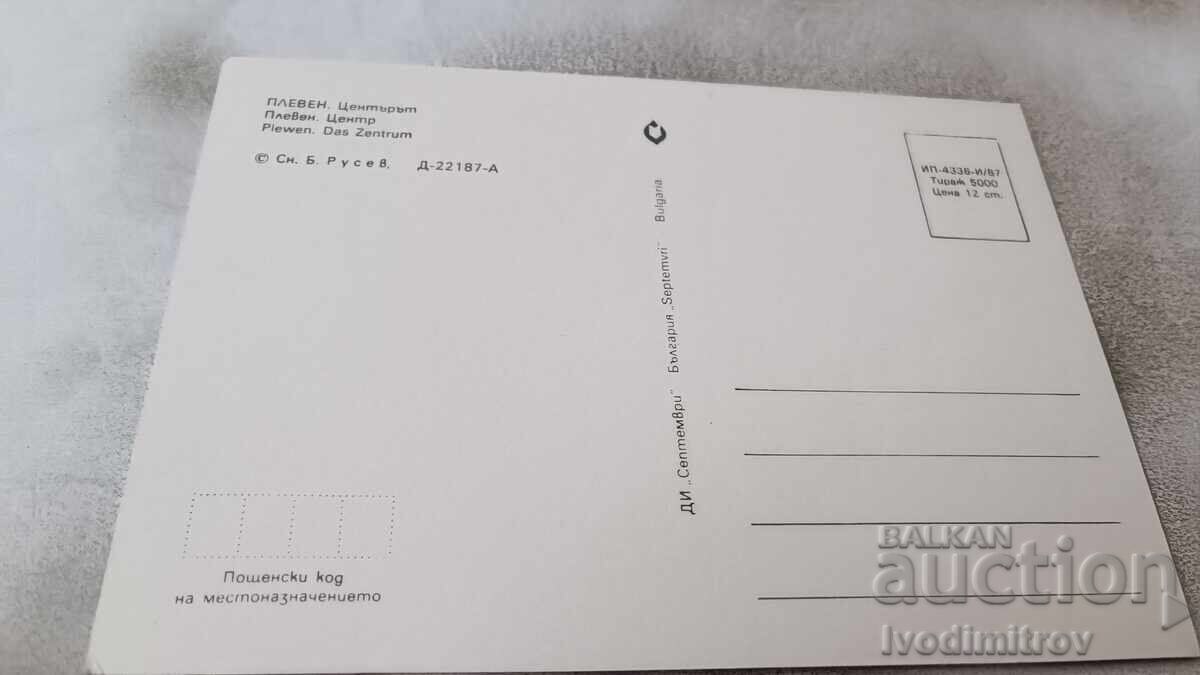 ПЛЕВЕН. Центърът
Плевен. Центр
Plewen. Das Zentrum
© Сн. Б. Русев, Д-22187-А
ДИ „Септември" България „Septemvri" Bulgaria
ИП-4336-И/87
Тираж 5000
Цена 12 ст.
Пощенски код
на местоназначението
BALKAN
auction
Ivodimitrov